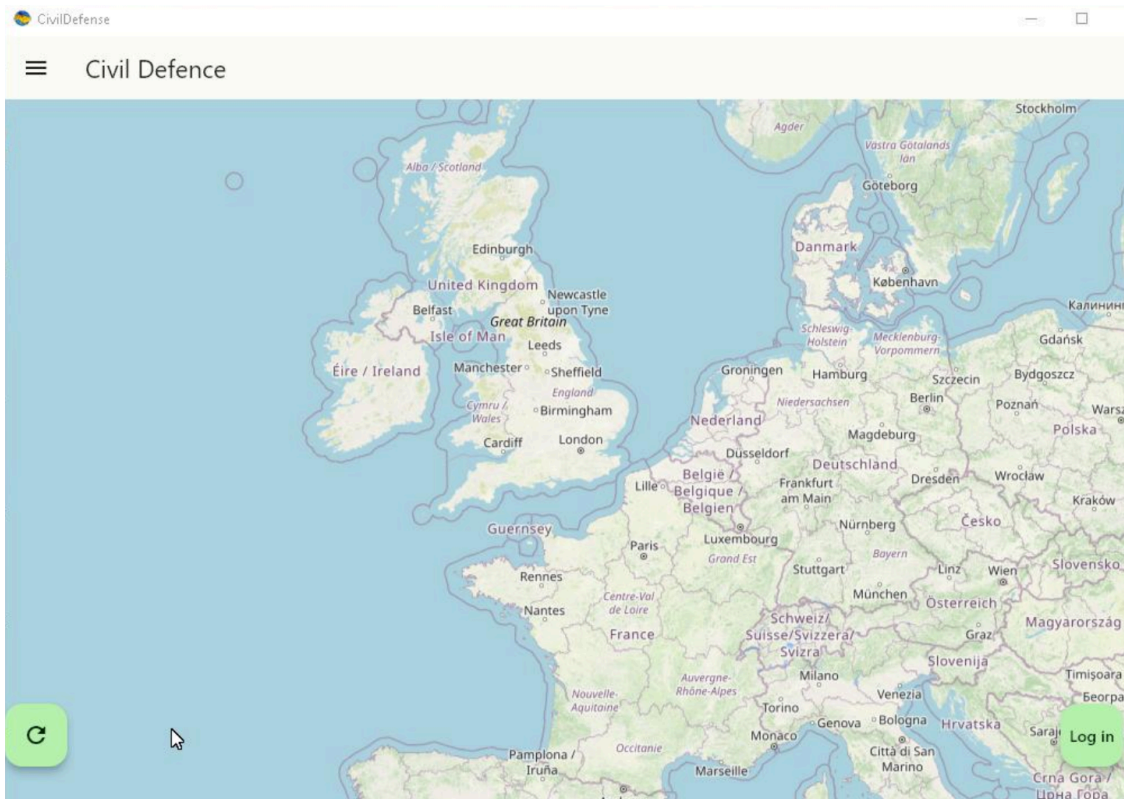 CivilDefense
Civil Defence
Stockholm
Agder
Västra Götalands
län
Alba / Scotland
Göteborg
Edinburgh
Danmark
København
United Kingdom
Newcastle
upon Tyne
Belfast
Great Britain
Isle of Man
Leeds
Schleswig-
Holstein
Mecklenburg-
Vorpommern
Gdańsk
Éire / Ireland
Manchester
Sheffield
Groningen
Hamburg
Szczecin
Bydgoszcz
England
Cymru /
Wales
Birmingham
Niedersachsen
Berlin
Poznań
Nederland
Polska
Cardiff
London
Magdeburg
Düsseldorf
Deutschland
België /
Belgique /
Belgien
Lille
Frankfurt
am Main
Dresden
Wrocław
Kraków
Guernsey
Luxembourg
Nürnberg
Česko
Paris
Grand Est
Bayern
Stuttgart
Linz
Wien
Slovensko
Rennes
München
Österreich
Nantes
Centre-Val
de Loire
France
Schweiz/
Suisse/Svizzera/
Svizra
Graz
Magyarország
Slovenija
Auvergne-
Rhône-Alpes
Milano
Timișoara
Nouvelle-
Aquitaine
Torino
Venezia
Genova
Bologna
Hrvatska
Log in
Monaco
Occitanie
Città di San
Marino
Pamplona /
Iruña
Marseille
Crna Gora /
Црна Гора